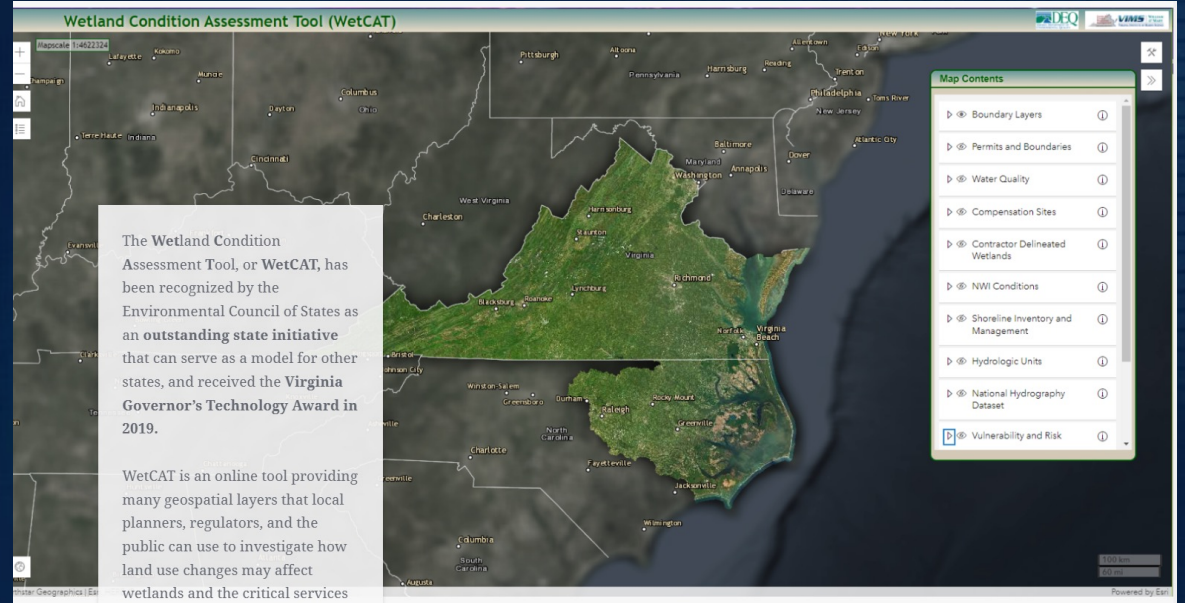 Wetland Condition Assessment Tool (WetCAT)
DEQ
VIMS
Mapscale 1:4622324
Map Contents
Boundary Layers
Permits and Boundaries
Water Quality
Compensation Sites
Contractor Delineated
Wetlands
NWI Conditions
Shoreline Inventory and
Management
Hydrologic Units
National Hydrography
Dataset
Vulnerability and Risk
The Wetland Condition
Assessment Tool, or WetCAT, has
been recognized by the
Environmental Council of States as
an outstanding state initiative
that can serve as a model for other
states, and received the Virginia
Governor’s Technology Award in
2019.
WetCAT is an online tool providing
many geospatial layers that local
planners, regulators, and the
public can use to investigate how
land use changes may affect
wetlands and the critical services
New York
Lafayette
Kokomo
Muncie
Indianapolis
Dayton
Columbus
Ohio
Terre Haute
Indiana
Cincinnati
Pittsburgh
Altoona
Pennsylvania
Harrisburg
Reading
Allentown
Edison
Trenton
Philadelphia
Toms River
New Jersey
Atlantic City
Baltimore
Maryland
Annapolis
Dover
Washington
Delaware
West Virginia
Charleston
Harrisonburg
Staunton
Virginia
Richmond
Lynchburg
Blacksburg
Roanoke
Norfolk
Virginia
Beach
Bristol
Johnson City
Winston-Salem
Greensboro
Durham
Raleigh
Rocky Mount
Greenville
North
Carolina
Charlotte
Fayetteville
Jacksonville
Wilmington
Columbia
South
Carolina
Augusta
100 km
60 mi
Powered by Esri